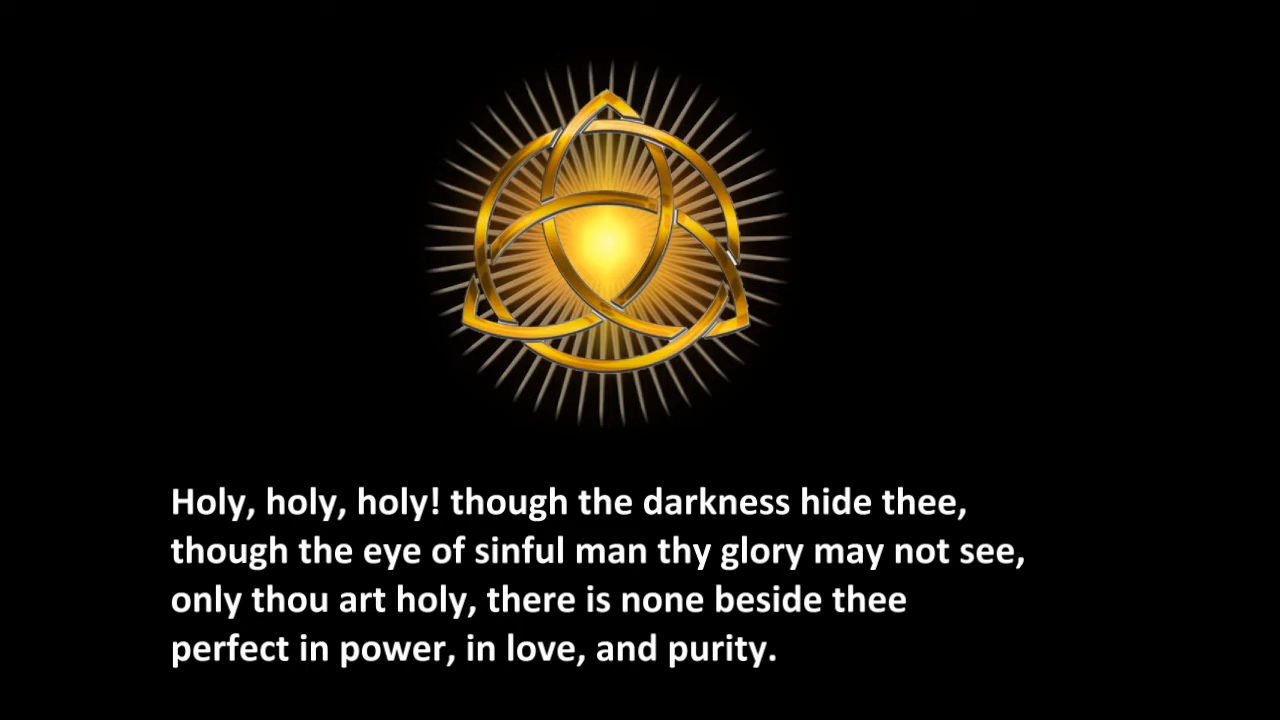 Holy, holy, holy! though the darkness hide thee,
though the eye of sinful man thy glory may not see,
only thou art holy, there is none beside thee
perfect in power, in love, and purity.